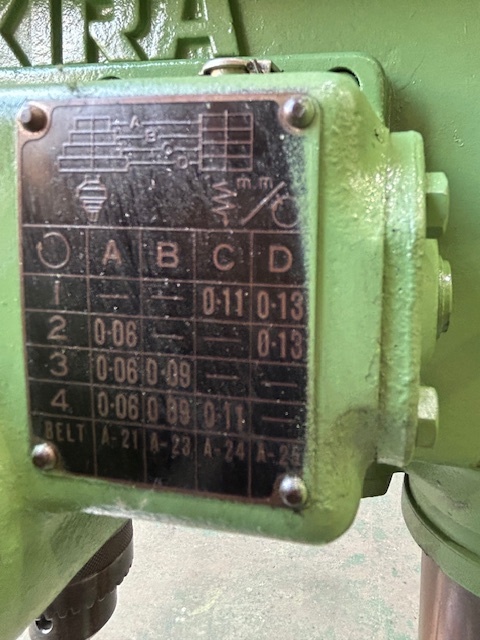 KRA
A
B
C
D
E E
A B C D
1 — — 0·11 0·13
2 0·06 — — 0·13
3 0·06 0·09 — —
4 0·06 0·09 0·11 —
BELT A-21 A-23 A-24 A-25